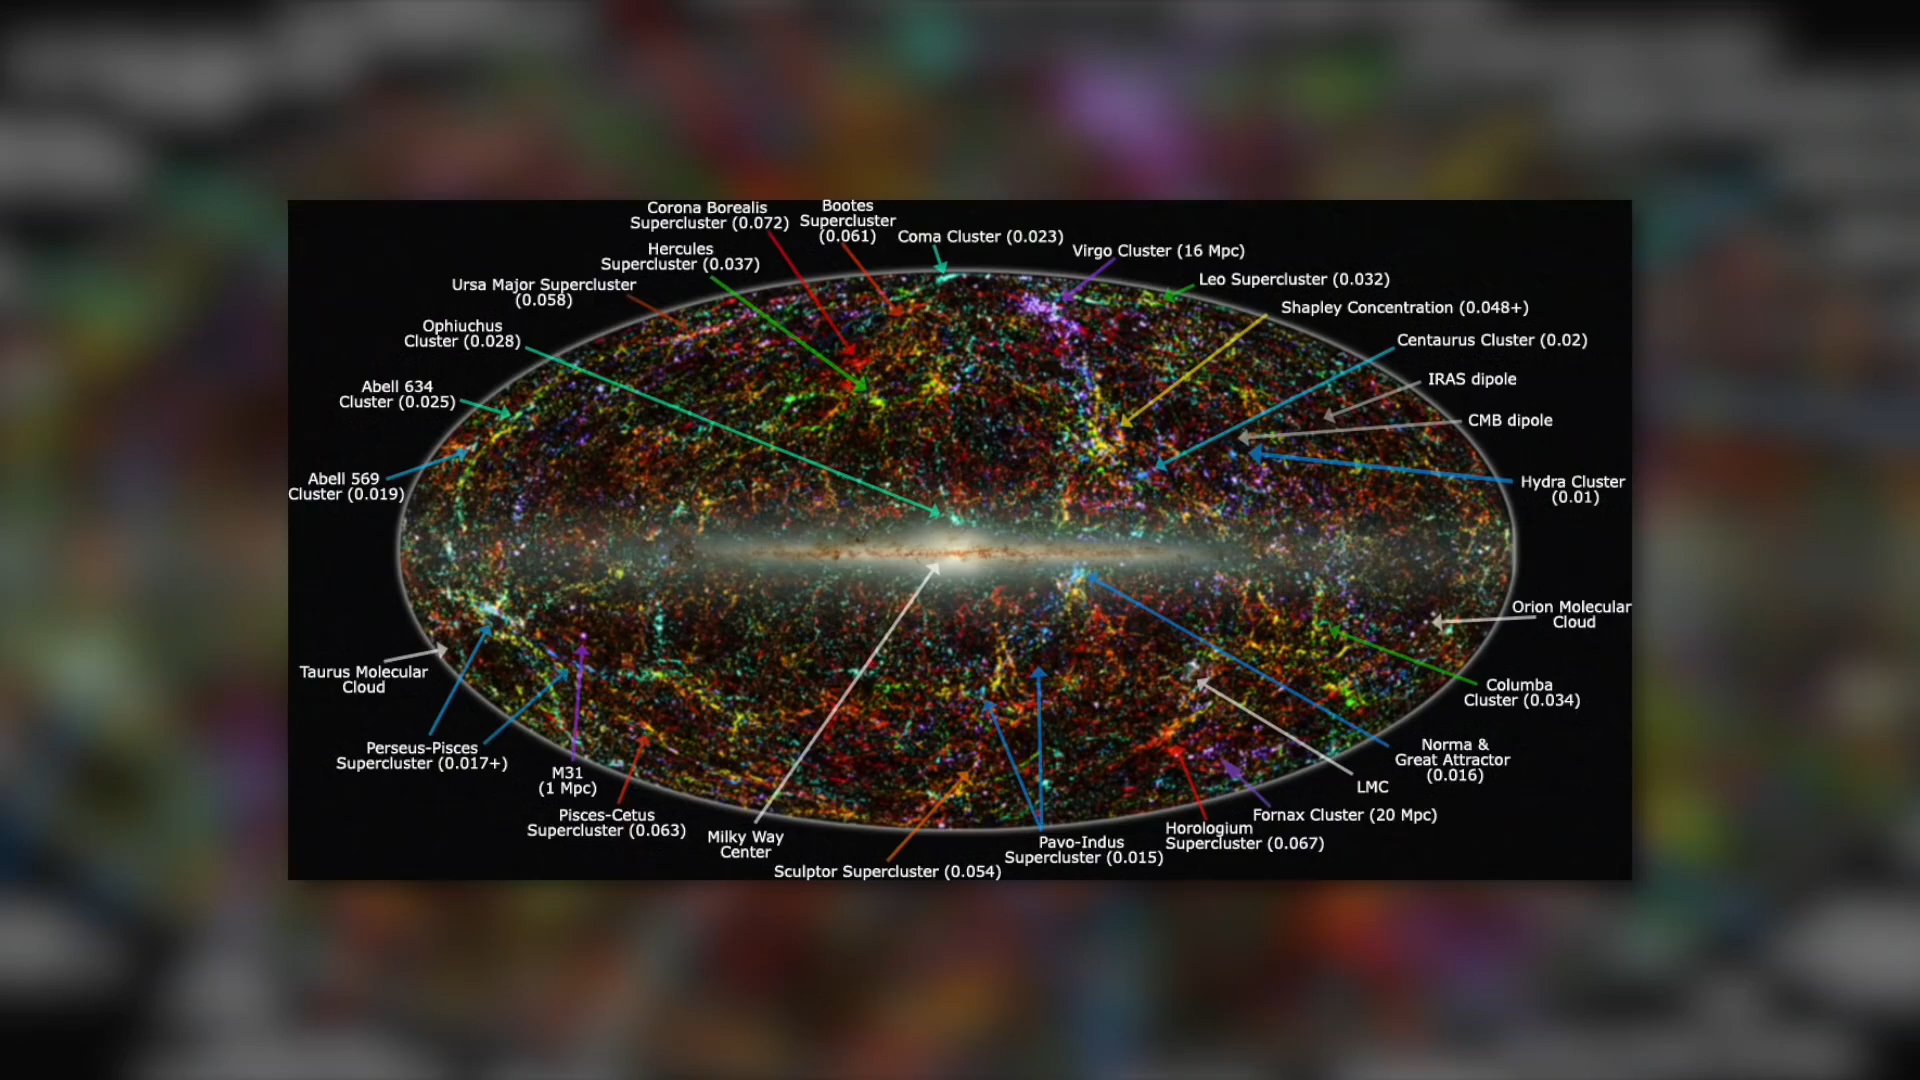 Corona Borealis
Supercluster (0.072)
Bootes
Supercluster
(0.061)
Coma Cluster (0.023)
Virgo Cluster (16 Mpc)
Hercules
Supercluster (0.037)
Leo Supercluster (0.032)
Ursa Major Supercluster
(0.058)
Shapley Concentration (0.048+)
Ophiuchus
Cluster (0.028)
Centaurus Cluster (0.02)
Abell 634
Cluster (0.025)
IRAS dipole
CMB dipole
Abell 569
Cluster (0.019)
Hydra Cluster
(0.01)
Orion Molecular
Cloud
Taurus Molecular
Cloud
Columba
Cluster (0.034)
Perseus-Pisces
Supercluster (0.017+)
Norma &
Great Attractor
(0.016)
M31
(1 Mpc)
LMC
Pisces-Cetus
Supercluster (0.063)
Fornax Cluster (20 Mpc)
Milky Way
Center
Horologium
Supercluster (0.067)
Pavo-Indus
Supercluster (0.015)
Sculptor Supercluster (0.054)